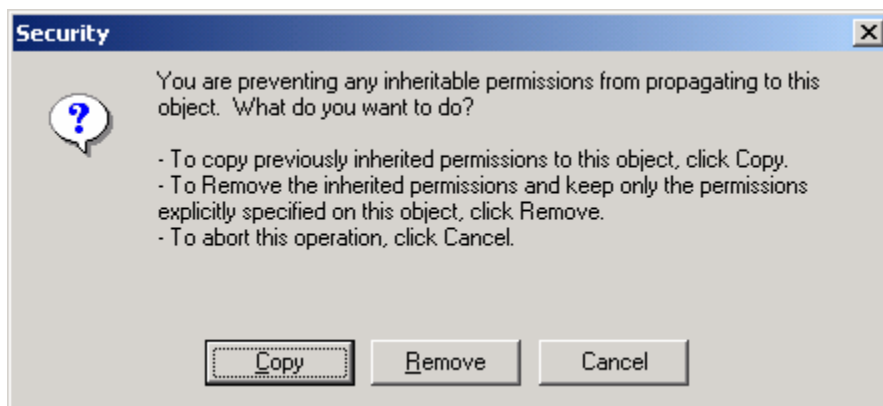 Security
You are preventing any inheritable permissions from propagating to this
object. What do you want to do?
- To copy previously inherited permissions to this object, click Copy.
- To Remove the inherited permissions and keep only the permissions
explicitly specified on this object, click Remove.
- To abort this operation, click Cancel.
Copy Remove Cancel